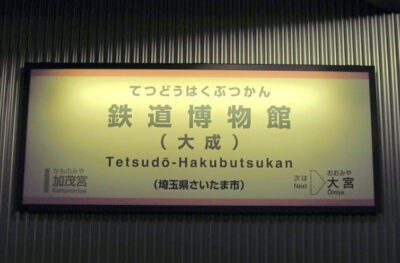 てつどうはくぶつかん
鉄道博物館
(大成)
Tetsudō-Hakubutsukan
(埼玉県さいたま市)
かものみや
加茂宮
Kamonomiya
次は
Next
おおみや
大宮
Ōmiya